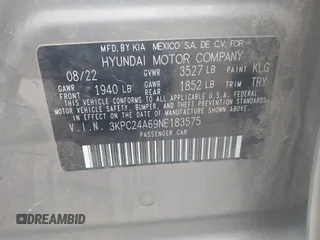 MFD.BY KIA MEXICO S.A. DE C.V. FOR
HYUNDAI MOTOR COMPANY
08/22 GVWR 3527 LB PAINT KLG
GAWR FRONT 1940 LB GAWR REAR 1852 LB TRIM TRY
THIS VEHICLE CONFORMS TO ALL APPLICABLE
FEDERAL MOTOR VEHICLE SAFETY, BUMPER, AND
THEFT PREVENTION STANDARDS IN EFFECT ON
THE DATE OF MANUFACTURE SHOWN ABOVE.
V.I.N. 3KPC24A69NE183575
PASSENGER CAR
DREAMBID